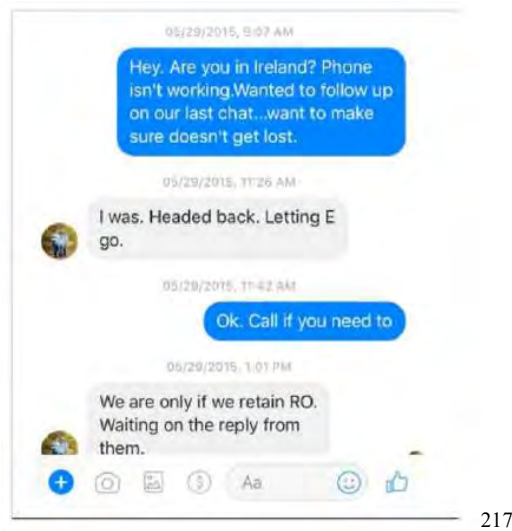 05/29/2015, 9:07 AM
Hey. Are you in Ireland? Phone
isn't working.Wanted to follow up
on our last chat...want to make
sure doesn't get lost.
05/29/2015, 11:26 AM
I was. Headed back. Letting E
go.
05/29/2015, 11:42 AM
Ok. Call if you need to
05/29/2015, 1:01 PM
We are only if we retain RO.
Waiting on the reply from
them.
Aa
217